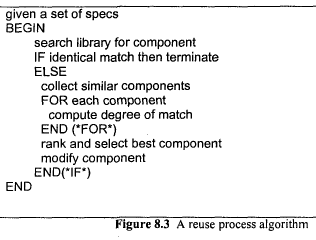 given a set of specs
BEGIN
search library for component
IF identical match then terminate
ELSE
collect similar components
FOR each component
compute degree of match
END (*FOR*)
rank and select best component
modify component
END(*IF*)
END
Figure 8.3 A reuse process algorithm